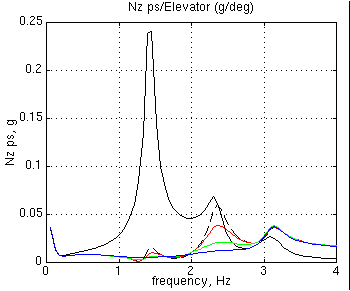 Nz ps/Elevator (g/deg)
0.25
0.2
0.15
0.1
0.05
0
Nz ps, g
0 1 2 3 4
frequency, Hz